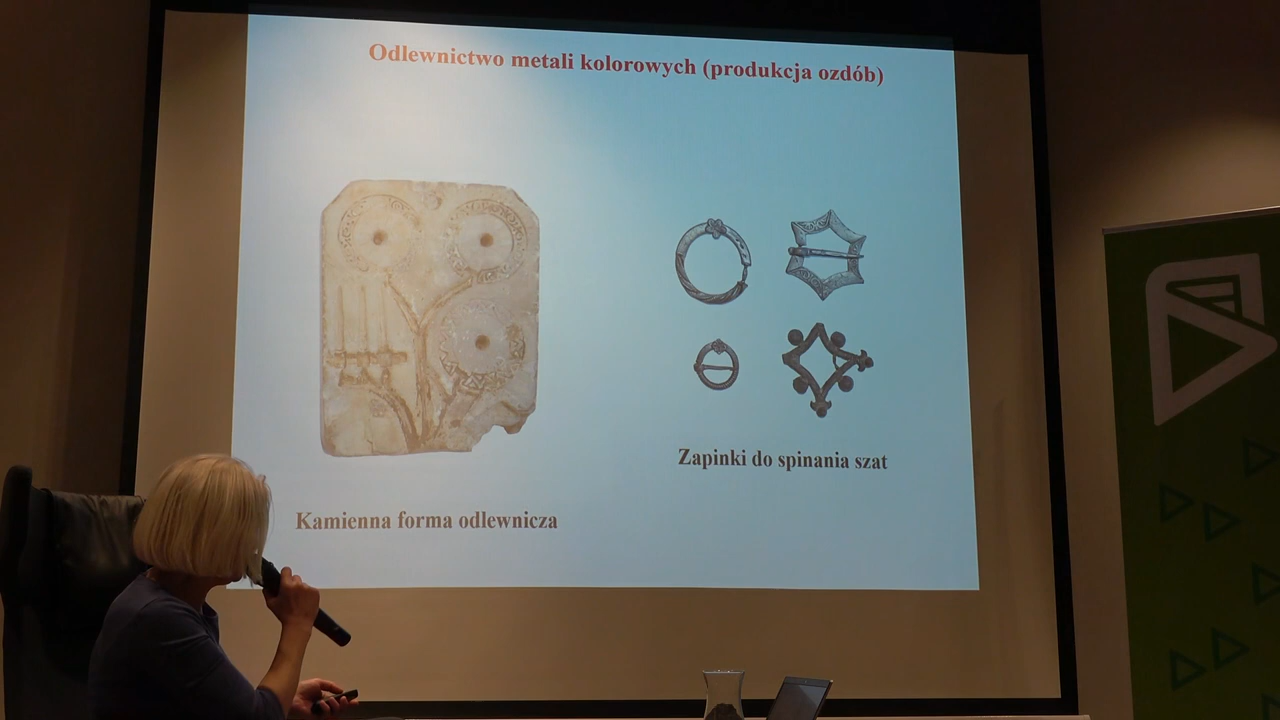 Odlewnictwo metali kolorowych (produkcja ozdób)
Zapinki do spinania szat
Kamienna forma odlewnicza